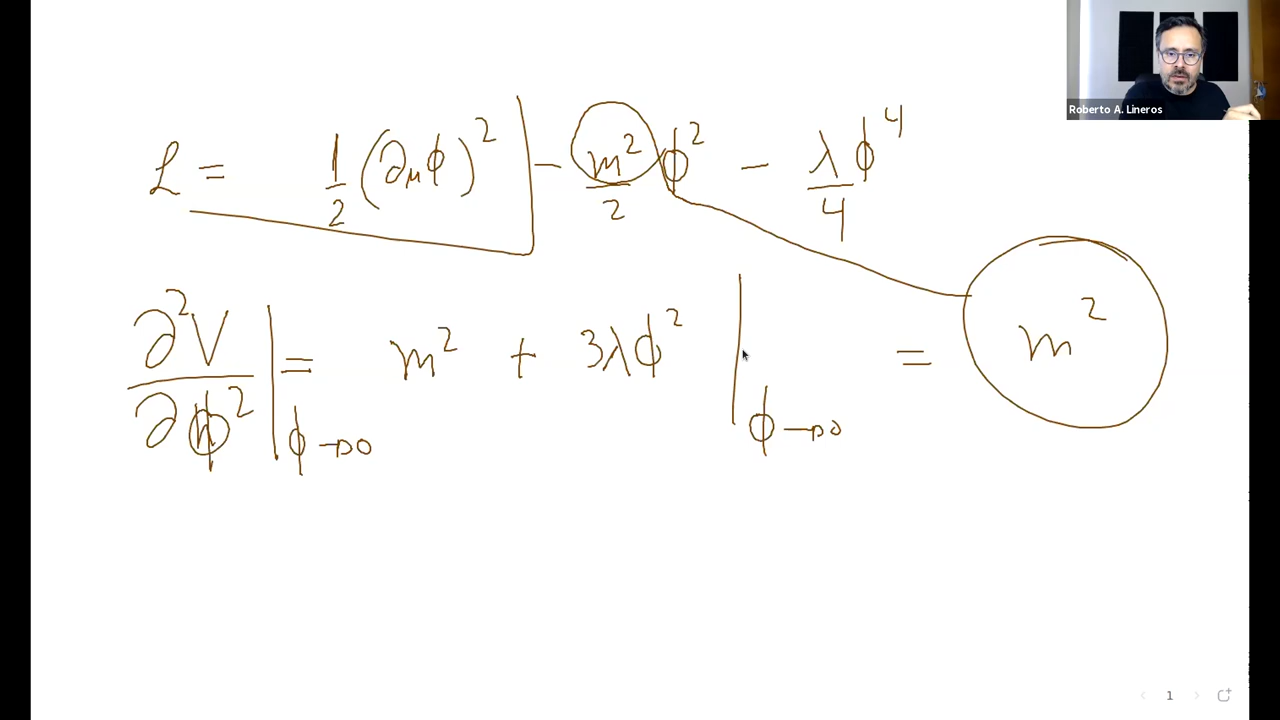 Roberto A. Lineros
ℒ = 1/2 (∂μϕ)² − m²/2 ϕ² − λ/4 ϕ⁴
∂²V/∂ϕ² |ϕ→0 = m² + 3λϕ² |ϕ→0 = m²
1